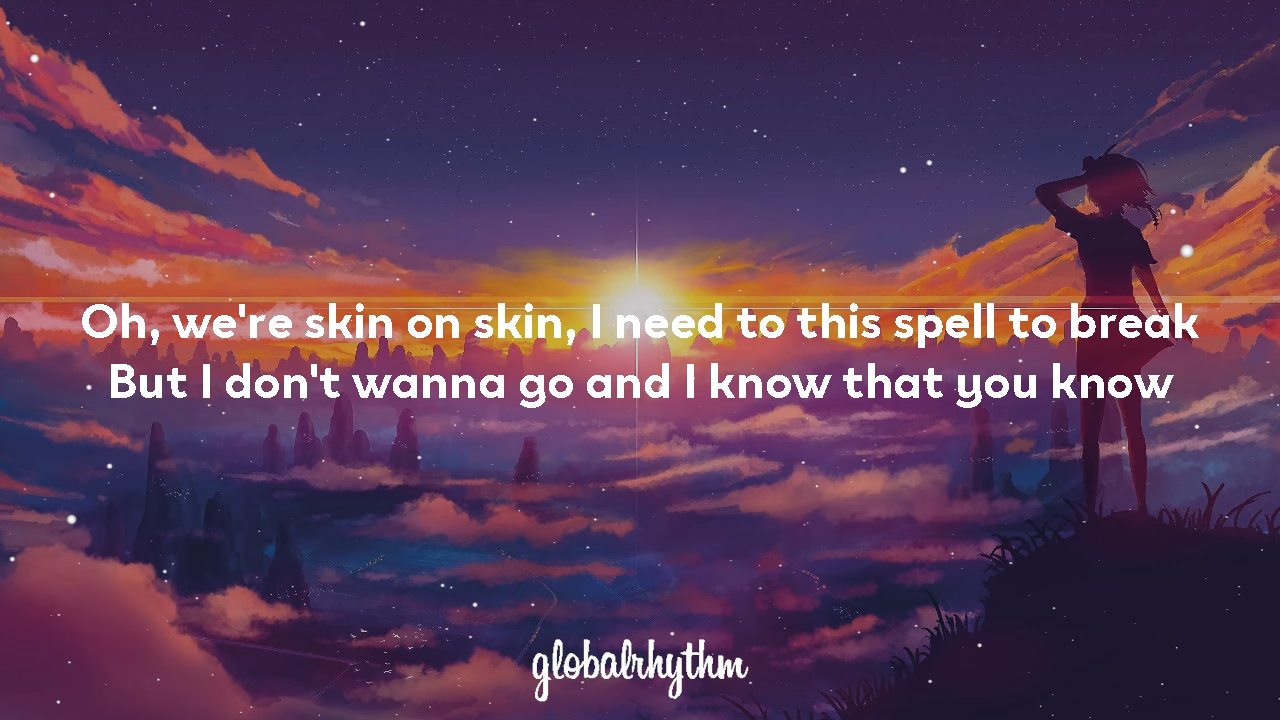 Oh, we're skin on skin, I need to this spell to break
But I don't wanna go and I know that you know
globalrhythm